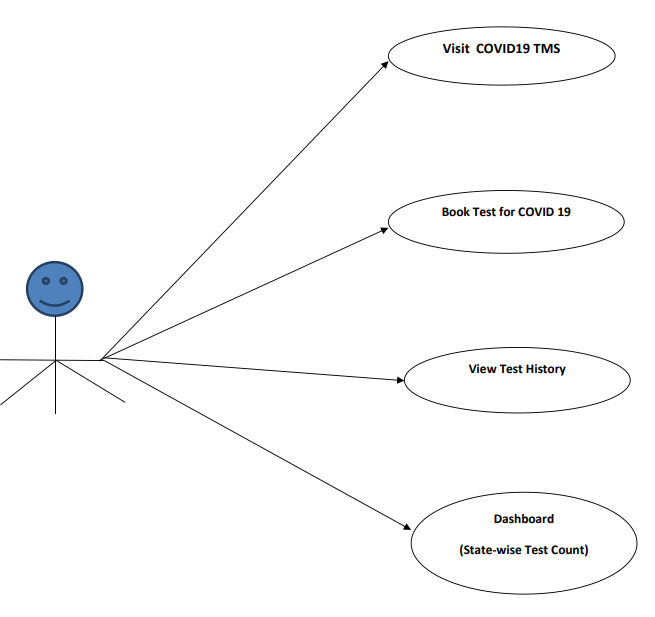 Visit COVID19 TMS
Book Test for COVID 19
View Test History
Dashboard
(State-wise Test Count)